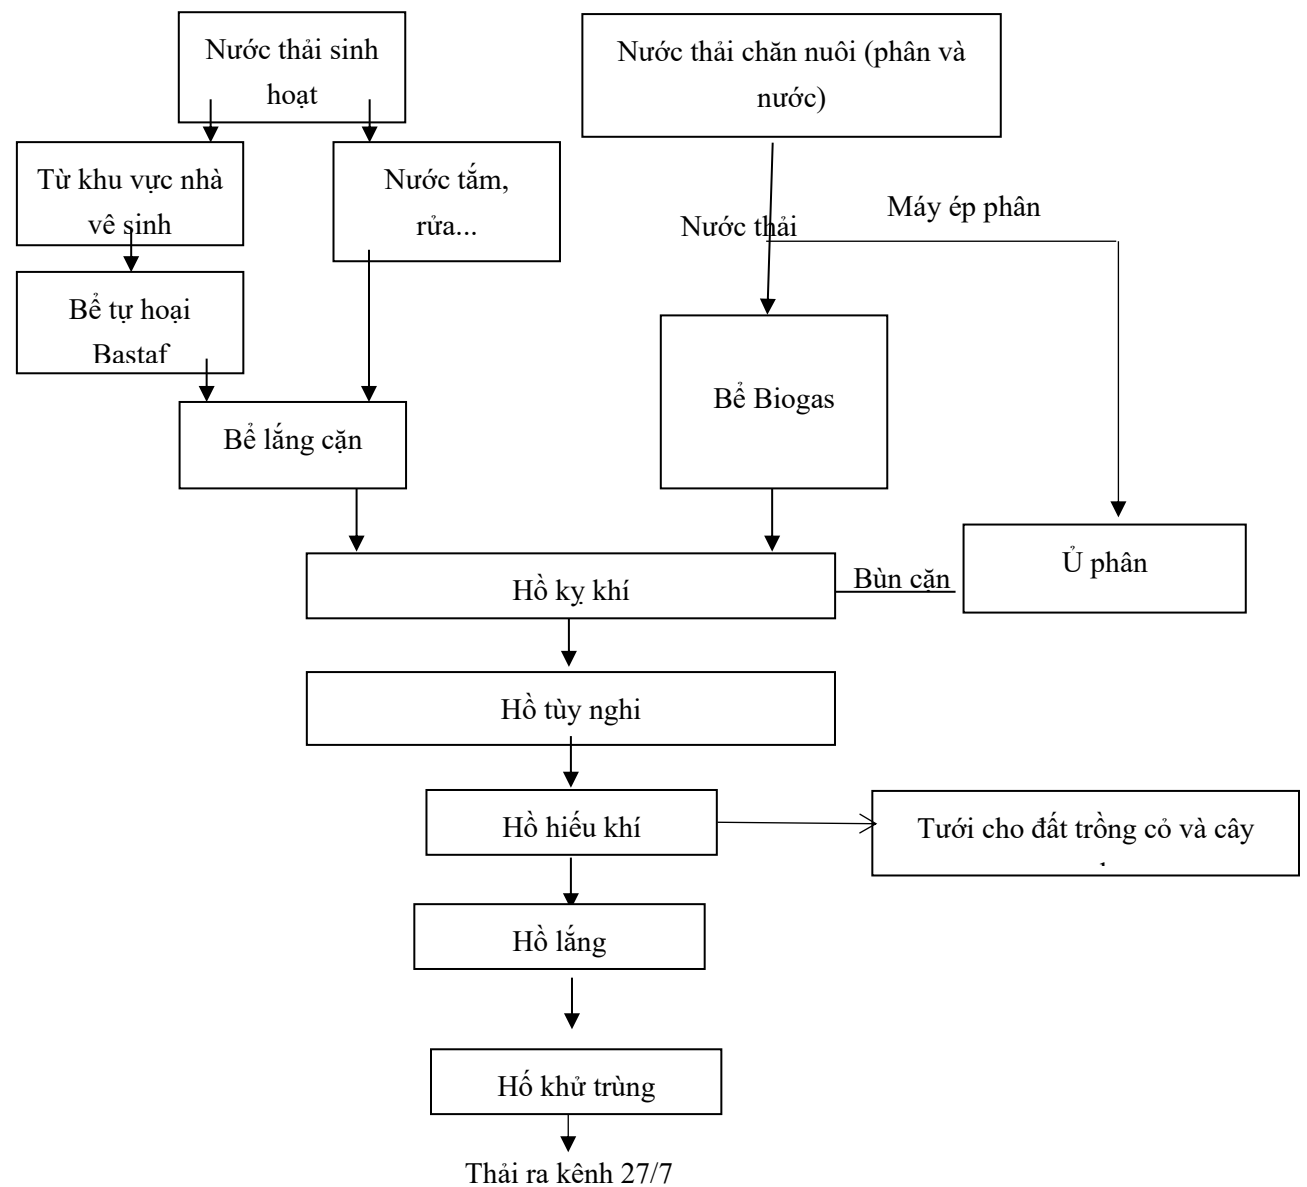 Nước thải sinh
hoạt
Nước thải chăn nuôi (phân và
nước)
Từ khu vực nhà
vê sinh
Nước tắm,
rửa...
Nước thải
Máy ép phân
Bể tự hoại
Bastaf
Bể Biogas
Bể lắng cặn
Ủ phân
Bùn cặn
Hồ kỵ khí
Hồ tùy nghi
Hồ hiếu khí
Tưới cho đất trồng cỏ và cây
Hồ lắng
Hố khử trùng
Thải ra kênh 27/7